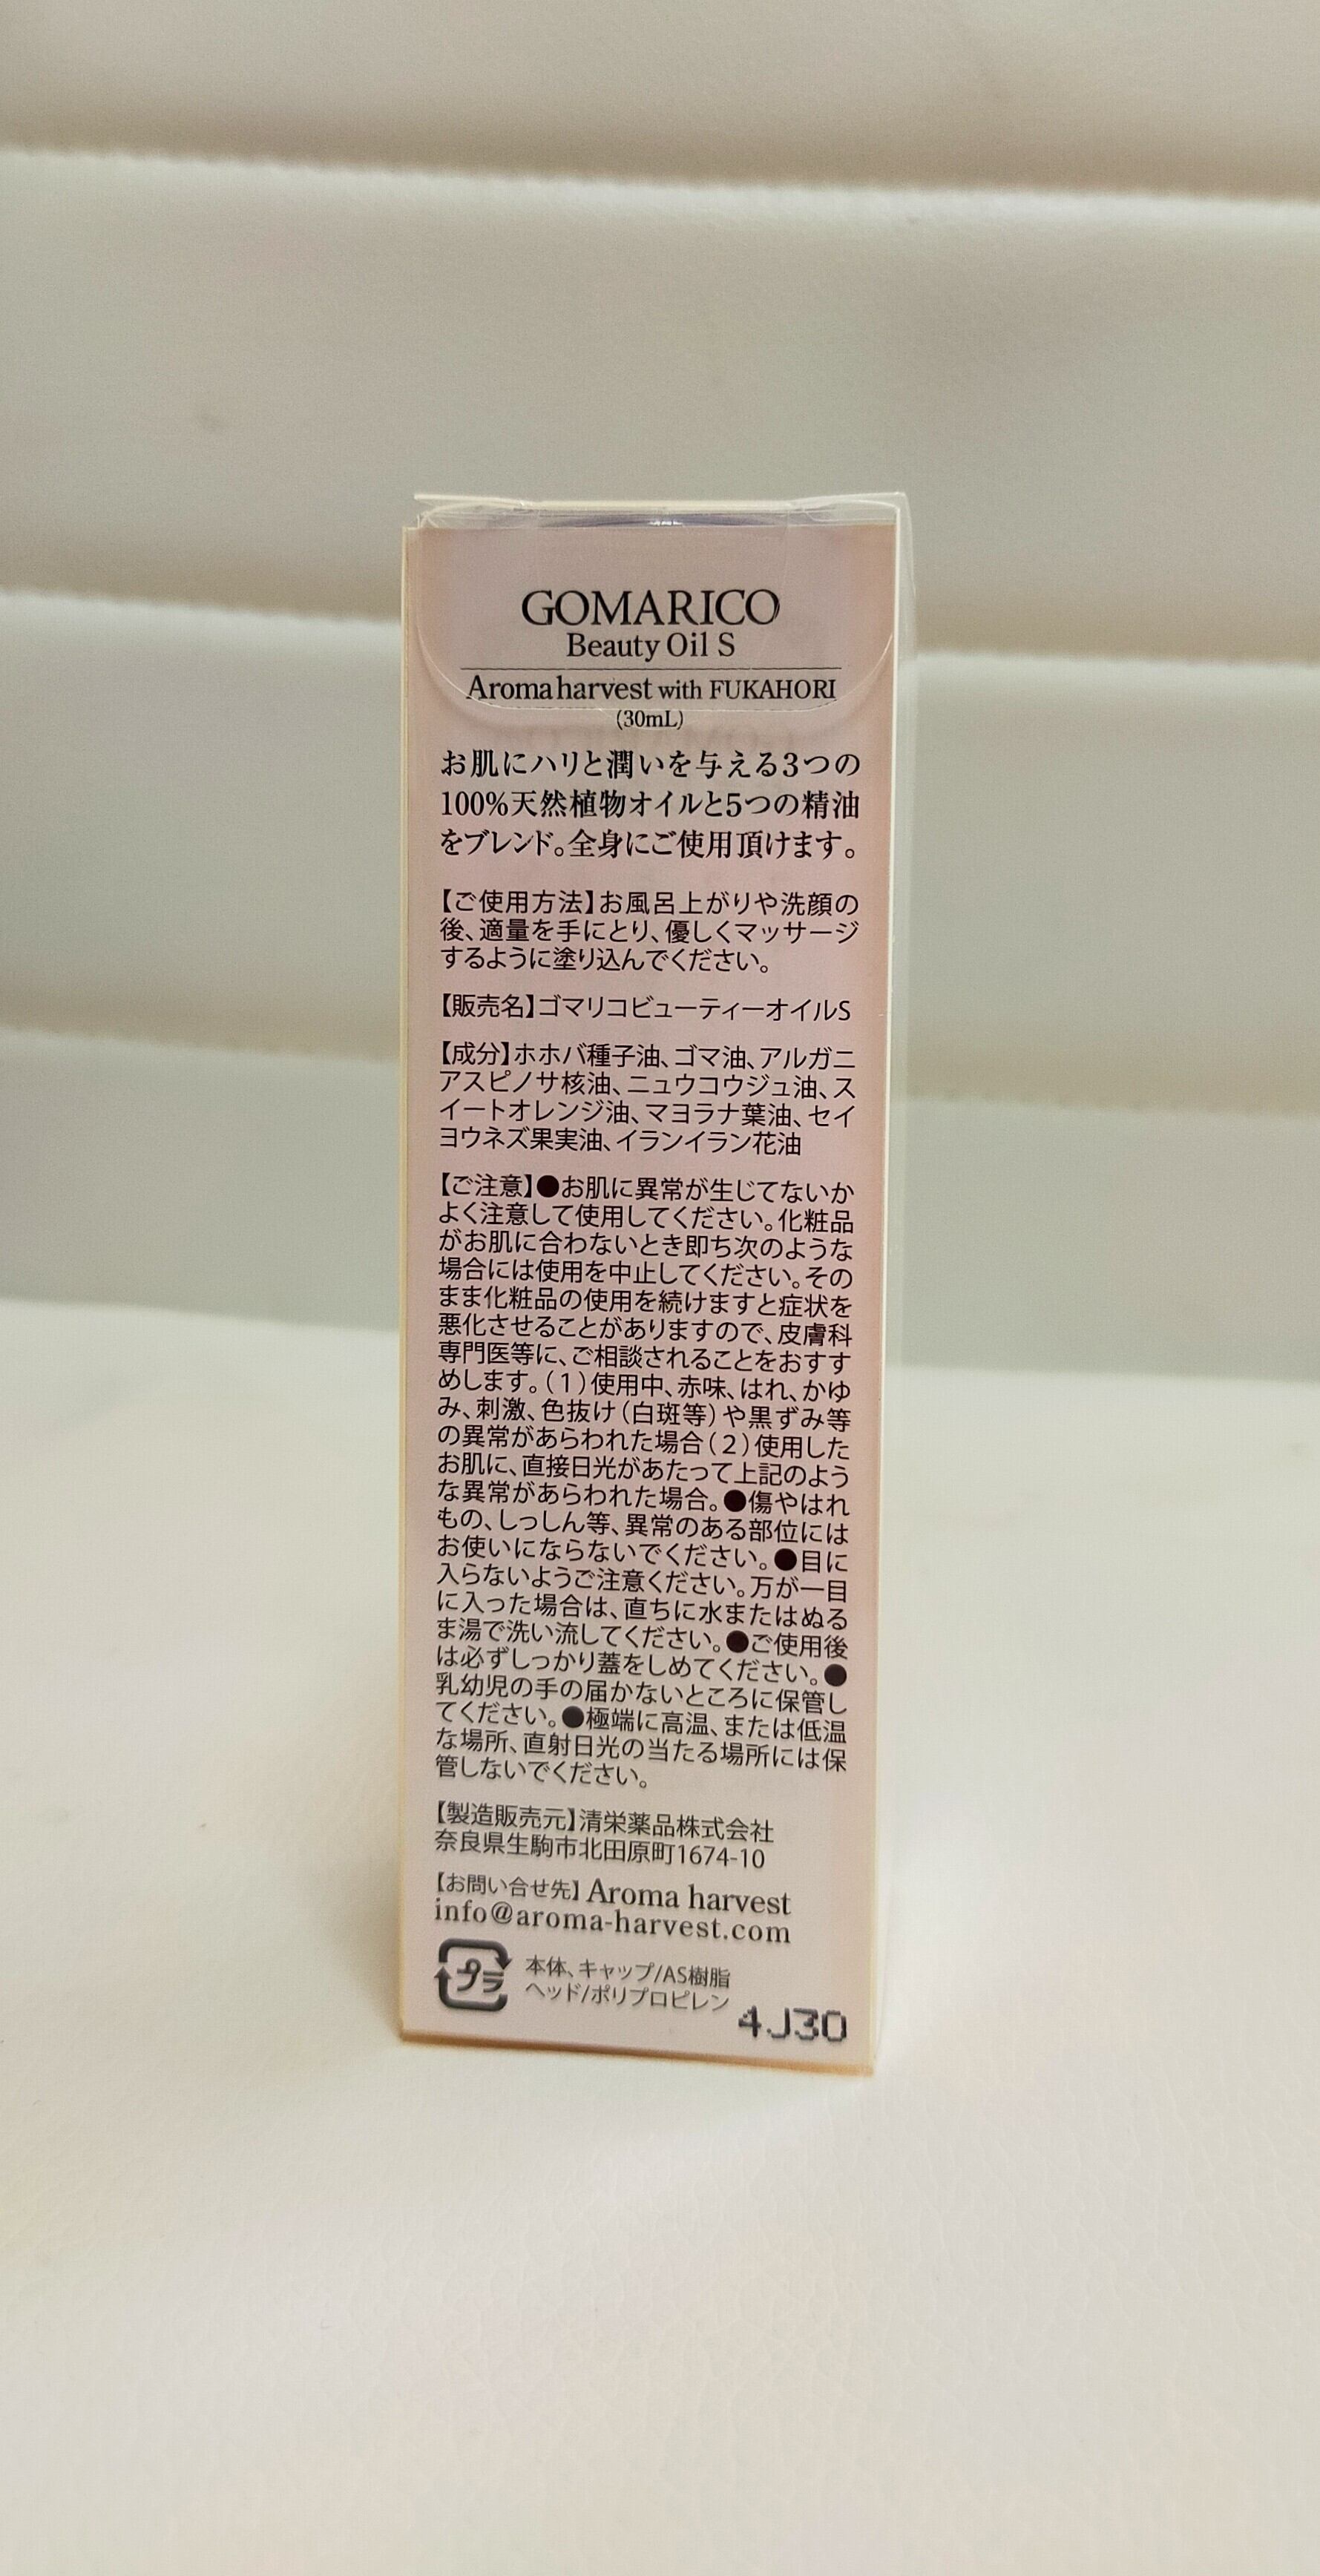 GOMARICO
Beauty Oil S
Aroma harvest with FUKAHORI
(30mL)
お肌にハリと潤いを与える3つの
100%天然植物オイルと5つの精油
をブレンド。全身にご使用頂けます。
【ご使用方法】お風呂上がりや洗顔の
後、適量を手にとり、優しくマッサージ
するように塗り込んでください。
【販売名】ゴマリコビューティーオイルS
【成分】ホホバ種子油、ゴマ油、アルガニ
アスピノサ核油、ニュウコウジュ油、ス
イートオレンジ油、マヨラナ葉油、セイ
ヨウネズ果実油、イランイラン花油
【ご注意】●お肌に異常が生じてないか
よく注意して使用してください。化粧品
がお肌に合わないとき即ち次のような
場合には使用を中止してください。その
まま化粧品の使用を続けますと症状を
悪化させることがありますので、皮膚科
専門医等に、ご相談されることをおすす
めします。（1）使用中、赤味、はれ、かゆ
み、刺激、色抜け（白斑等）や黒ずみ等
の異常があらわれた場合（2）使用した
お肌に、直接日光があたって上記のよう
な異常があらわれた場合。●傷やはれ
もの、しっしん等、異常のある部位には
お使いにならないでください。●目に
入らないようご注意ください。万が一目
に入った場合は、直ちに水またはぬる
ま湯で洗い流してください。●ご使用後
は必ずしっかり蓋をしめてください。●
乳幼児の手の届かないところに保管し
てください。●極端に高温、または低温
な場所、直射日光の当たる場所には保
管しないでください。
【製造販売元】清栄薬品株式会社
奈良県生駒市北田原町1674-10
【お問い合せ先】Aroma harvest
info@aroma-harvest.com
プラ
本体、キャップ/AS樹脂
ヘッド/ポリプロピレン
4J30